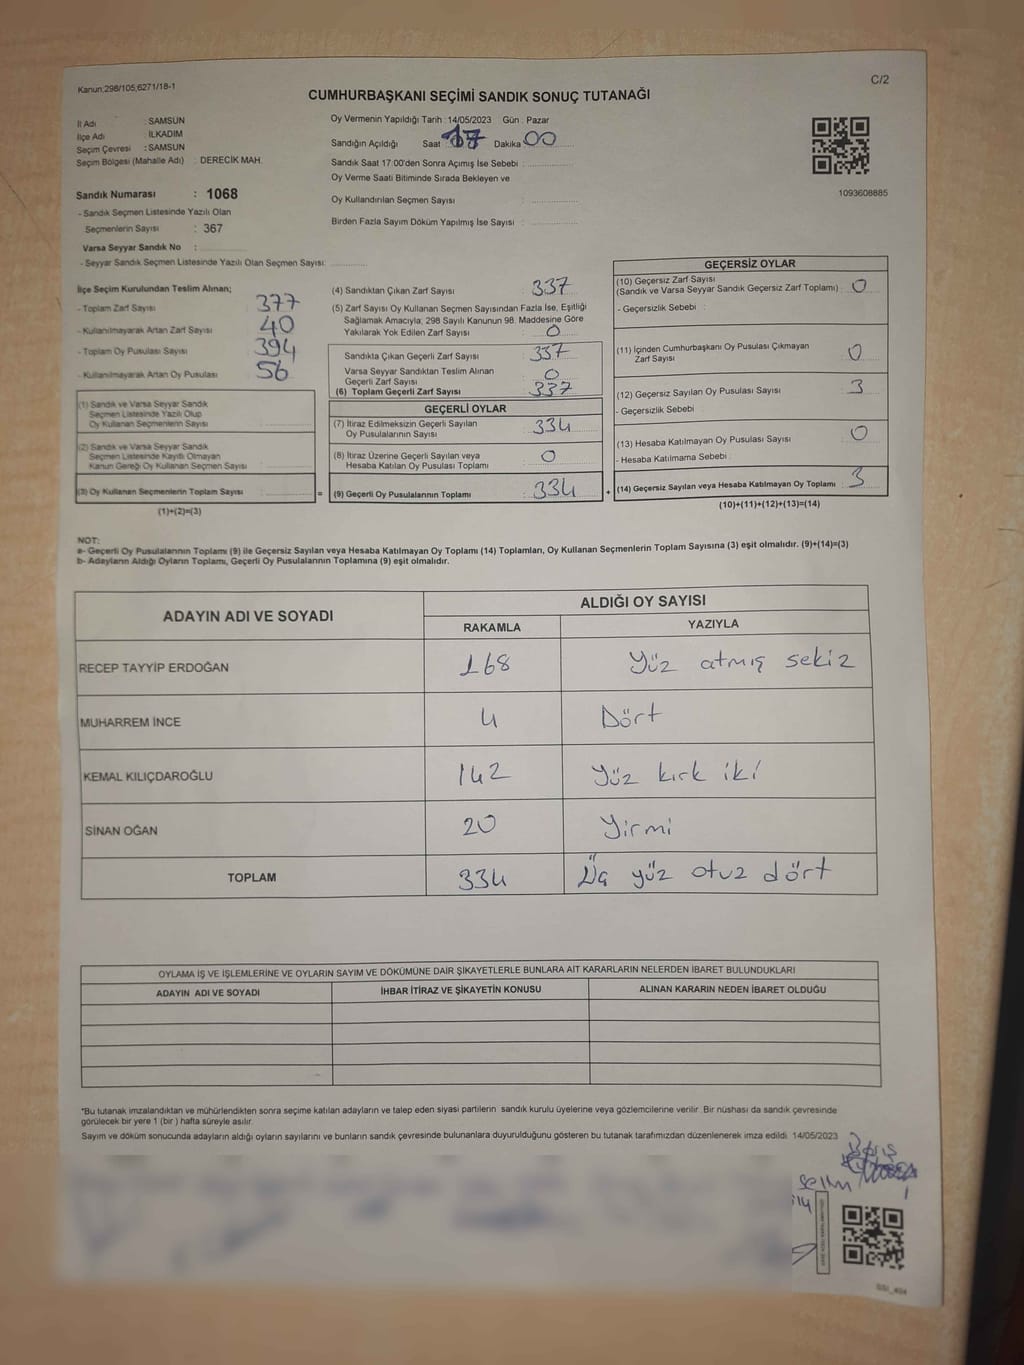 Kanun:298/105;6271/18-1
C/2
CUMHURBAŞKANI SEÇİMİ SANDIK SONUÇ TUTANAĞI
İl Adı : SAMSUN
İlçe Adı : İLKADIM
Seçim Çevresi : SAMSUN
Seçim Bölgesi (Mahalle Adı) : DERECİK MAH.
Sandık Numarası : 1068
- Sandık Seçmen Listesinde Yazılı Olan
Seçmenlerin Sayısı : 367
Varsa Seyyar Sandık No :
- Seyyar Sandık Seçmen Listesinde Yazılı Olan Seçmen Sayısı:
Oy Vermenin Yapıldığı Tarih : 14/05/2023 Gün : Pazar
Sandığın Açıldığı Saat 17 Dakika 00
Sandık Saat 17:00'den Sonra Açımış İse Sebebi :
Oy Verme Saati Bitiminde Sırada Bekleyen ve
Oy Kullandırılan Seçmen Sayısı :
Birden Fazla Sayım Döküm Yapılmış İse Sayısı :
1093608885
İlçe Seçim Kurulundan Teslim Alınan;
- Toplam Zarf Sayısı 377
- Kullanılmayarak Artan Zarf Sayısı 40
- Toplam Oy Pusulası Sayısı 394
- Kullanılmayarak Artan Oy Pusulası 56
(1) Sandık ve Varsa Seyyar Sandık
Seçmen Listesinde Yazılı Olup
Oy Kullanan Seçmenlerin Sayısı :
(2) Sandık ve Varsa Seyyar Sandık
Seçmen Listesinde Kayıtlı Olmayan
Kanun Gereği Oy Kullanan Seçmen Sayısı :
(3) Oy Kullanan Seçmenlerin Toplam Sayısı : =
(1)+(2)=(3)
(4) Sandıktan Çıkan Zarf Sayısı : 337
(5) Zarf Sayısı Oy Kullanan Seçmen Sayısından Fazla İse, Eşitliği
Sağlamak Amacıyla, 298 Sayılı Kanunun 98. Maddesine Göre
Yakılarak Yok Edilen Zarf Sayısı : 0
Sandıkta Çıkan Geçerli Zarf Sayısı : 337
Varsa Seyyar Sandıktan Teslim Alınan
Geçerli Zarf Sayısı : 0
(6) Toplam Geçerli Zarf Sayısı : 337
GEÇERLİ OYLAR
(7) İtiraz Edilmeksizin Geçerli Sayılan
Oy Pusulalarının Sayısı : 334
(8) İtiraz Üzerine Geçerli Sayılan veya
Hesaba Katılan Oy Pusulası Toplamı : 0
(9) Geçerli Oy Pusulalarının Toplamı : 334 +
GEÇERSİZ OYLAR
(10) Geçersiz Zarf Sayısı
(Sandık ve Varsa Seyyar Sandık Geçersiz Zarf Toplamı) : 0
- Geçersizlik Sebebi :
(11) İçinden Cumhurbaşkanı Oy Pusulası Çıkmayan
Zarf Sayısı : 0
(12) Geçersiz Sayılan Oy Pusulası Sayısı : 3
- Geçersizlik Sebebi :
(13) Hesaba Katılmayan Oy Pusulası Sayısı : 0
- Hesaba Katılmama Sebebi :
(14) Geçersiz Sayılan veya Hesaba Katılmayan Oy Toplamı : 3
(10)+(11)+(12)+(13)=(14)
NOT:
a- Geçerli Oy Pusulalarının Toplamı (9) ile Geçersiz Sayılan veya Hesaba Katılmayan Oy Toplamı (14) Toplamları, Oy Kullanan Seçmenlerin Toplam Sayısına (3) eşit olmalıdır. (9)+(14)=(3)
b- Adayların Aldığı Oyların Toplamı, Geçerli Oy Pusulalarının Toplamına (9) eşit olmalıdır.
ADAYIN ADI VE SOYADI
ALDIĞI OY SAYISI
RAKAMLA YAZIYLA
RECEP TAYYİP ERDOĞAN 168 Yüz atmış sekiz
MUHARREM İNCE 4 Dört
KEMAL KILIÇDAROĞLU 142 Yüz kırk iki
SİNAN OĞAN 20 Yirmi
TOPLAM 334 Üç yüz otuz dört
OYLAMA İŞ VE İŞLEMLERİNE VE OYLARIN SAYIM VE DÖKÜMÜNE DAİR ŞİKAYETLERLE BUNLARA AİT KARARLARIN NELERDEN İBARET BULUNDUKLARI
ADAYIN ADI VE SOYADI İHBAR İTİRAZ VE ŞİKAYETİN KONUSU ALINAN KARARIN NEDEN İBARET OLDUĞU
*Bu tutanak imzalandıktan ve mühürlendikten sonra seçime katılan adayların ve talep eden siyasi partilerin sandık kurulu üyelerine veya gözlemcilerine verilir. Bir nüshası da sandık çevresinde
görülecek bir yere 1 (bir ) hafta süreyle asılır.
Sayım ve döküm sonucunda adayların aldığı oyların sayılarını ve bunların sandık çevresinde bulunanlara duyurulduğunu gösteren bu tutanak tarafımızdan düzenlenerek imza edildi. 14/05/2023
Barış
Selim